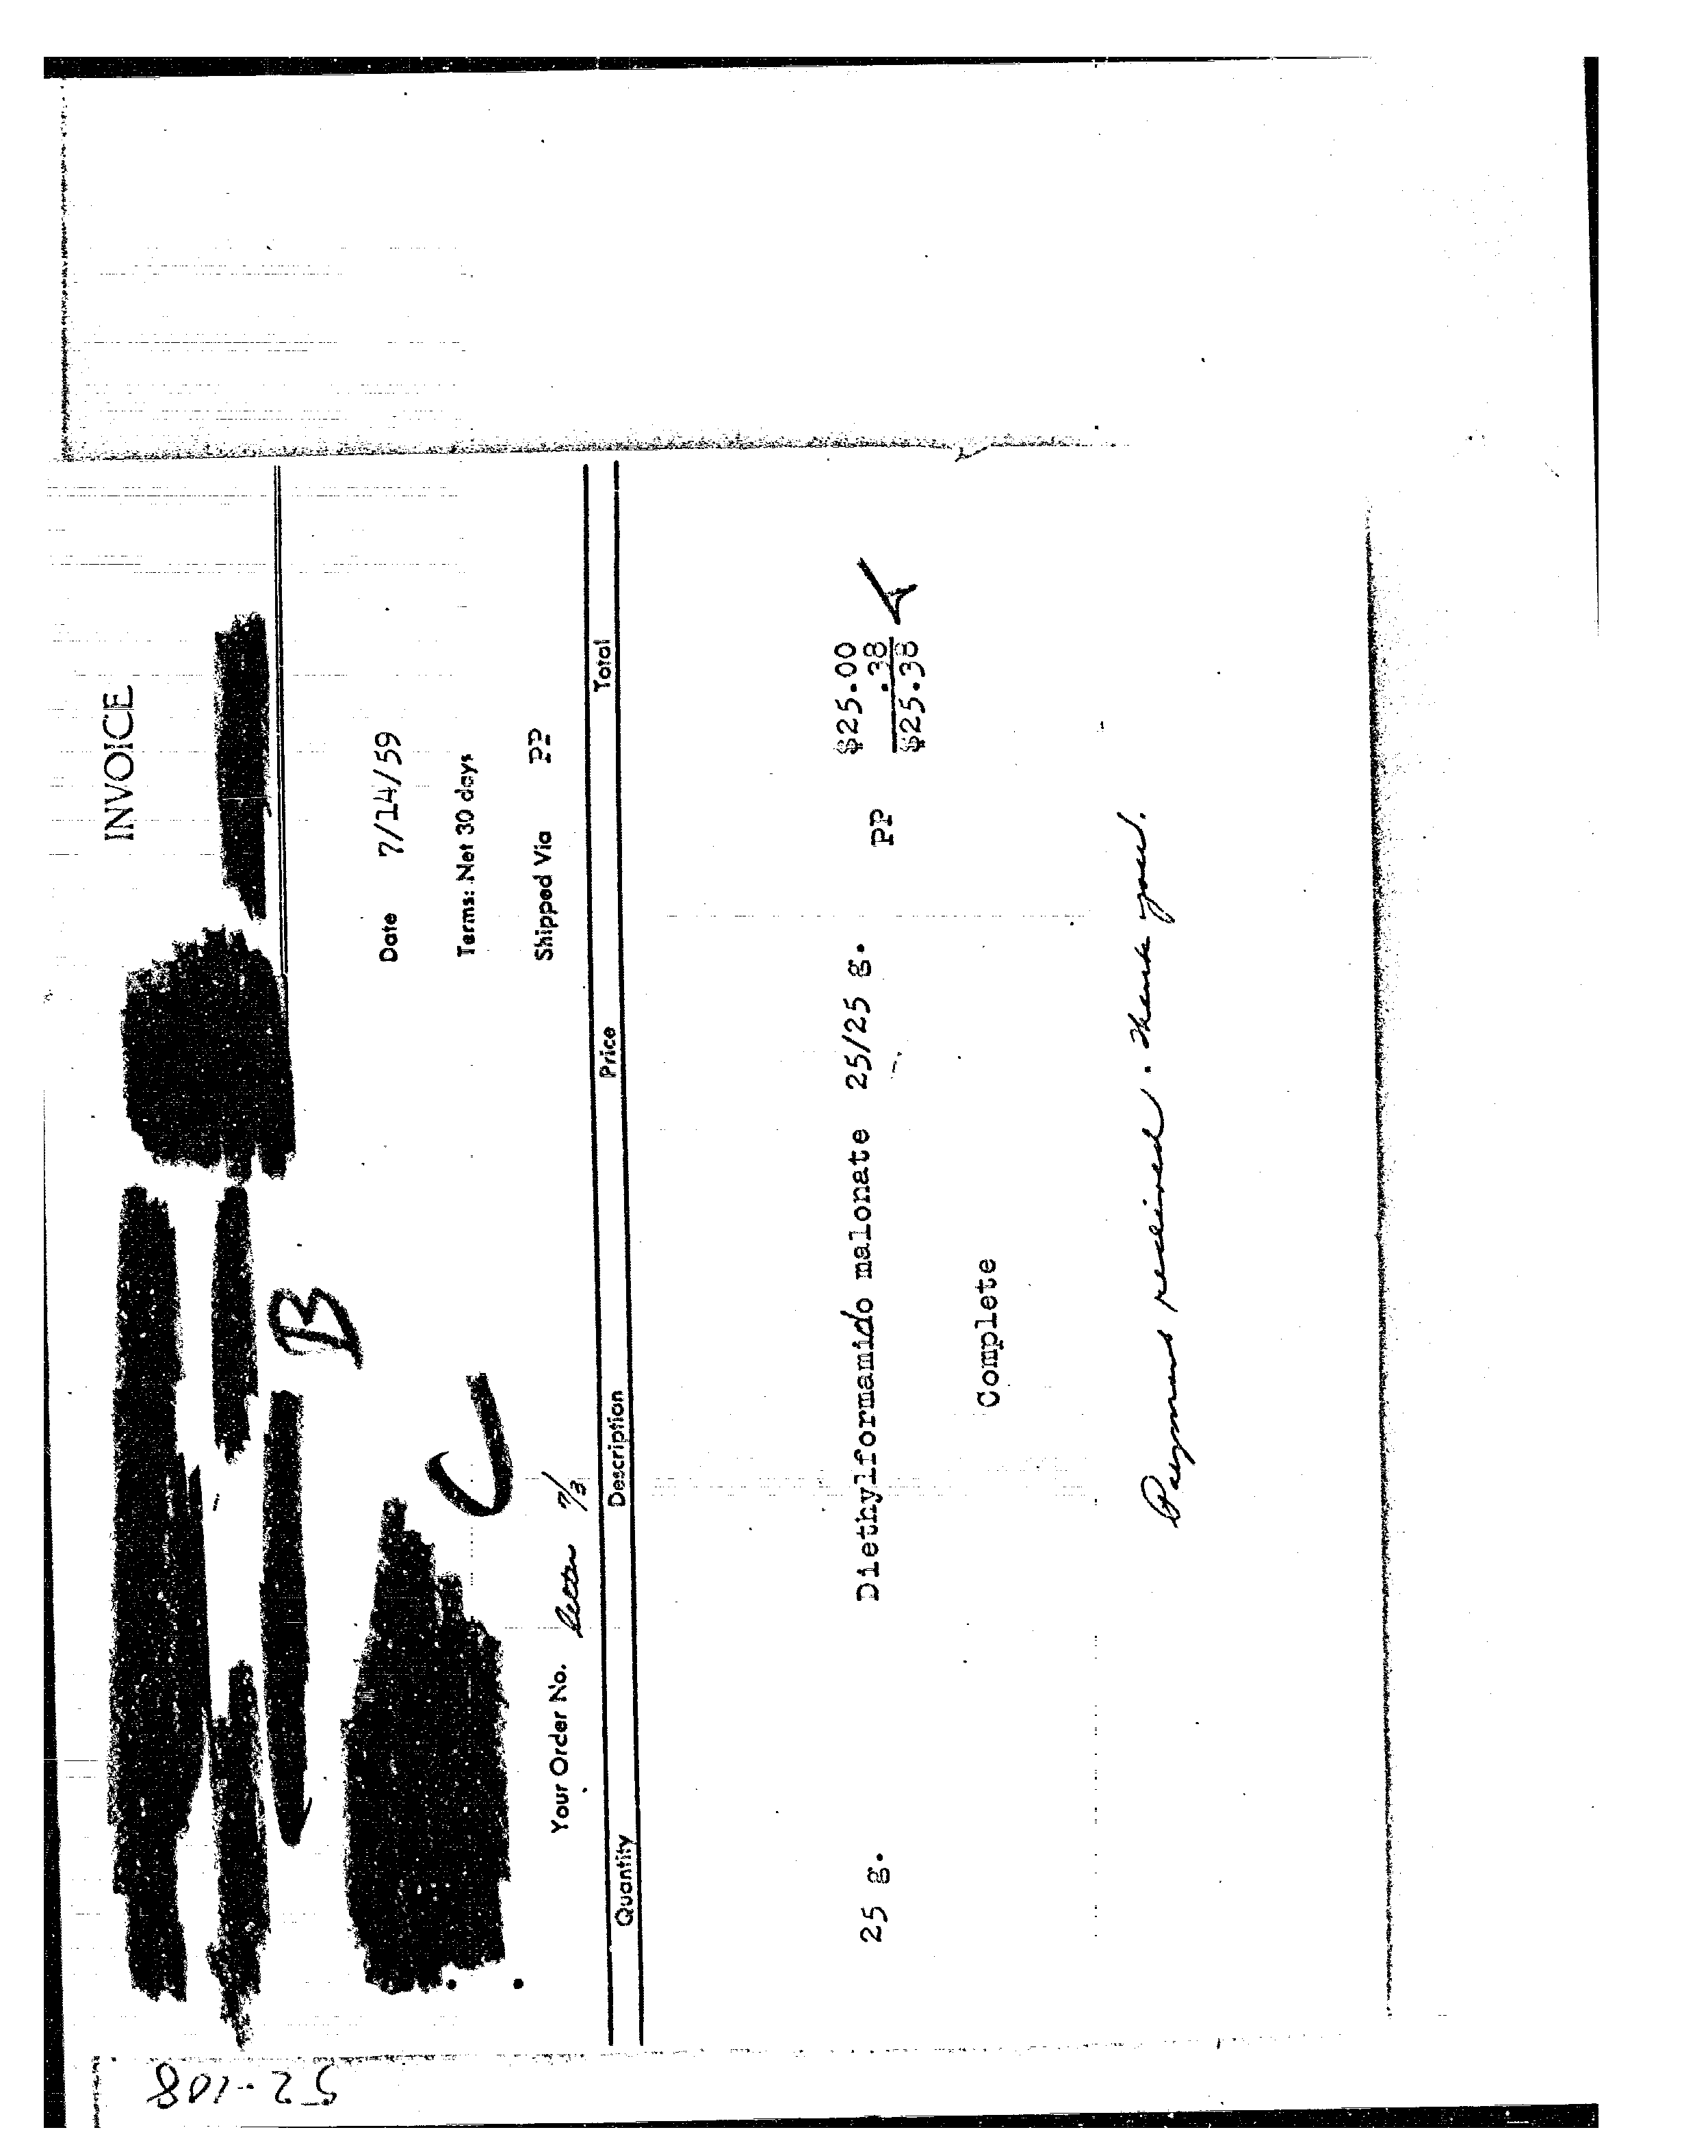 INVOICE
B
Date 7/14/59
C
Terms: Net 30 days
Your Order No. letter 7/3
Shipped Via PP
Quantity Description Price Total
25 g. Diethylformamido malonate 25/25 g. $25.00
PP .38
$25.38
Complete
Payment received. Thank you.
52-108